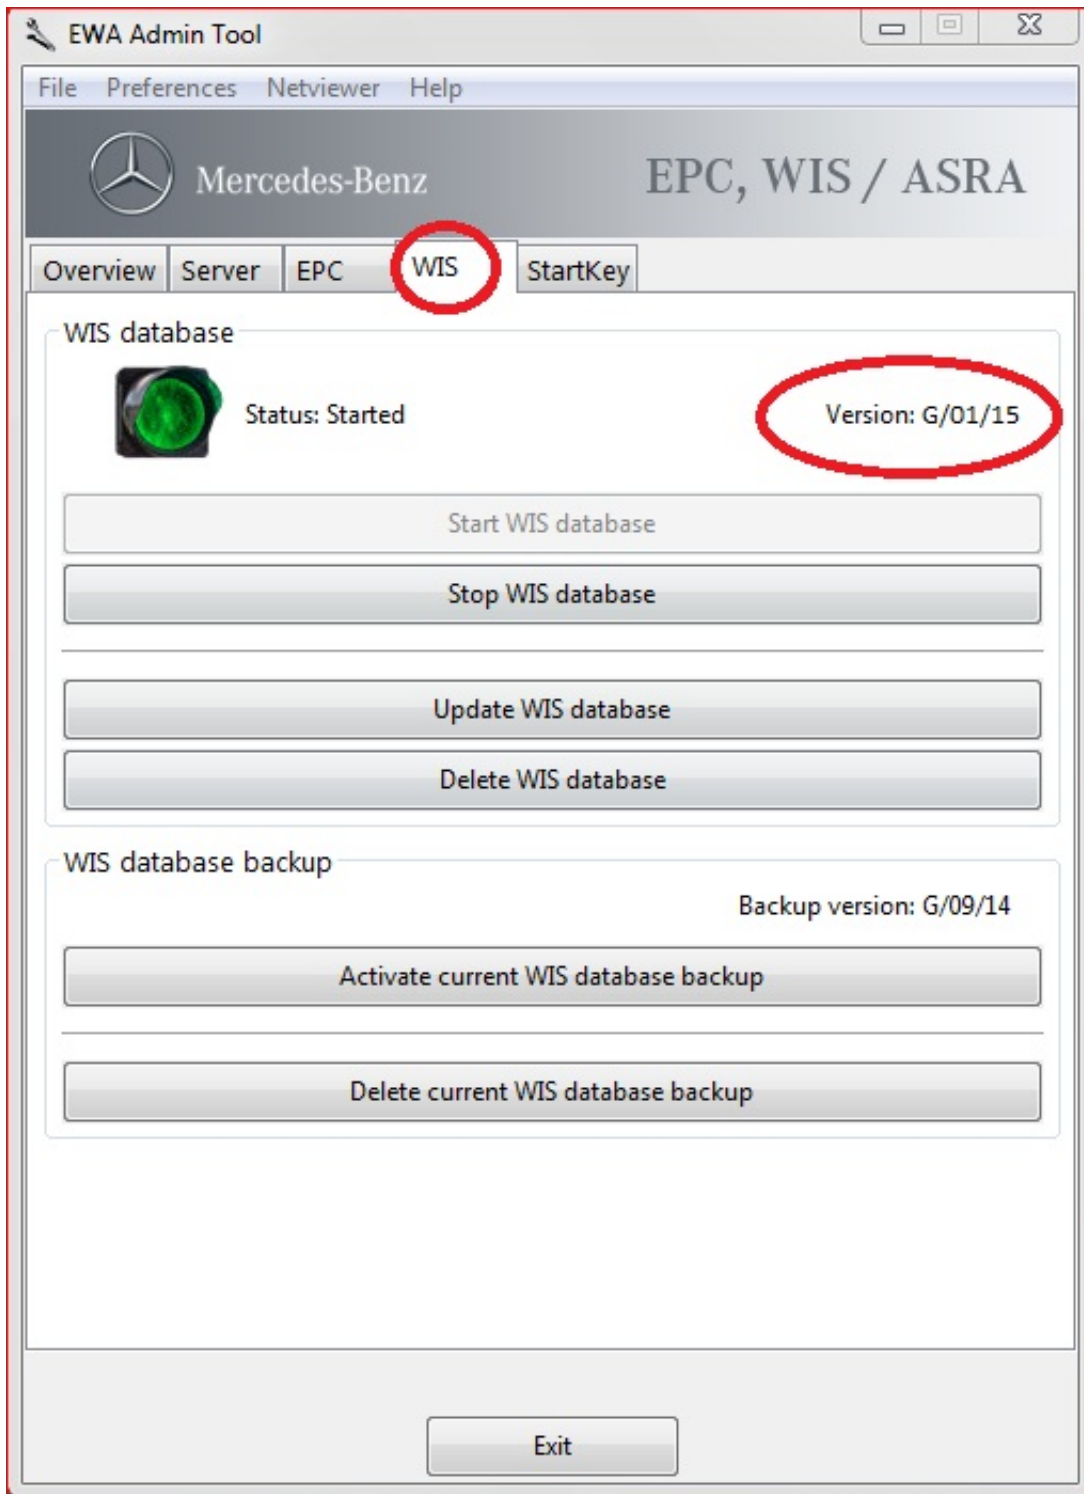 EWA Admin Tool
File Preferences Netviewer Help
Mercedes-Benz EPC, WIS / ASRA
Overview Server EPC WIS StartKey
WIS database
Status: Started Version: G/01/15
Start WIS database
Stop WIS database
Update WIS database
Delete WIS database
WIS database backup
Backup version: G/09/14
Activate current WIS database backup
Delete current WIS database backup
Exit